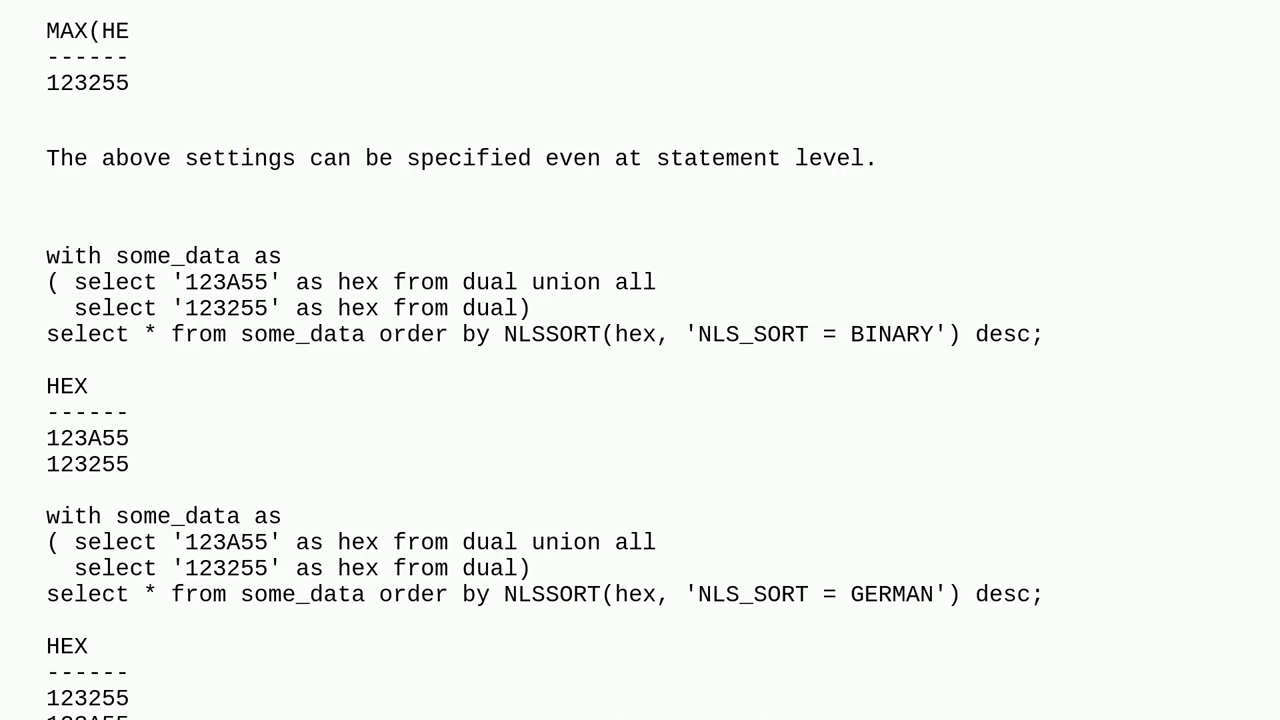 MAX(HE
------
123255
The above settings can be specified even at statement level.
with some_data as
( select '123A55' as hex from dual union all
  select '123255' as hex from dual)
select * from some_data order by NLSSORT(hex, 'NLS_SORT = BINARY') desc;
HEX
------
123A55
123255
with some_data as
( select '123A55' as hex from dual union all
  select '123255' as hex from dual)
select * from some_data order by NLSSORT(hex, 'NLS_SORT = GERMAN') desc;
HEX
------
123255